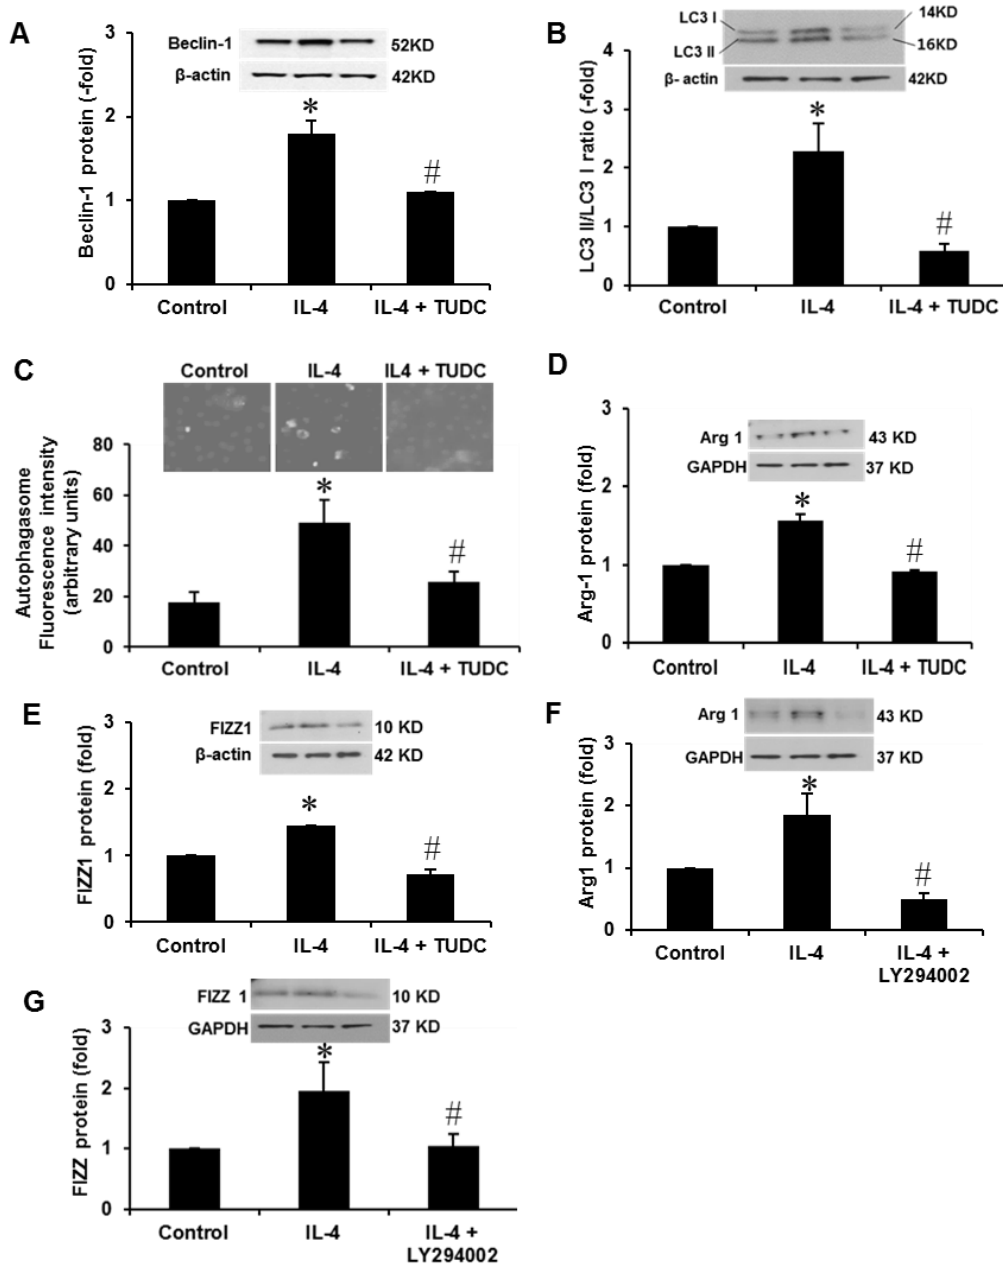 A
Beclin-1 protein (-fold)
3
2
1
0
Beclin-1
52KD
β-actin
42KD
*
#
Control
IL-4
IL-4 + TUDC
B
LC3 II/LC3 I ratio (-fold)
4
3
2
1
0
LC3 I
14KD
LC3 II
16KD
β- actin
42KD
*
#
Control
IL-4
IL-4 + TUDC
C
Control
IL-4
IL4 + TUDC
Autophagasome
Fluorescence intensity
(arbitrary units)
80
60
40
20
0
*
#
Control
IL-4
IL-4 + TUDC
D
Arg-1 protein (fold)
3
2
1
0
Arg 1
43 KD
GAPDH
37 KD
*
#
Control
IL-4
IL-4 + TUDC
E
FIZZ1 protein (fold)
3
2
1
0
FIZZ1
10 KD
β-actin
42 KD
*
#
Control
IL-4
IL-4 + TUDC
F
Arg1 protein (fold)
3
2
1
0
Arg 1
43 KD
GAPDH
37 KD
*
#
Control
IL-4
IL-4 +
LY294002
G
FIZZ protein (fold)
3
2
1
0
FIZZ 1
10 KD
GAPDH
37 KD
*
#
Control
IL-4
IL-4 +
LY294002